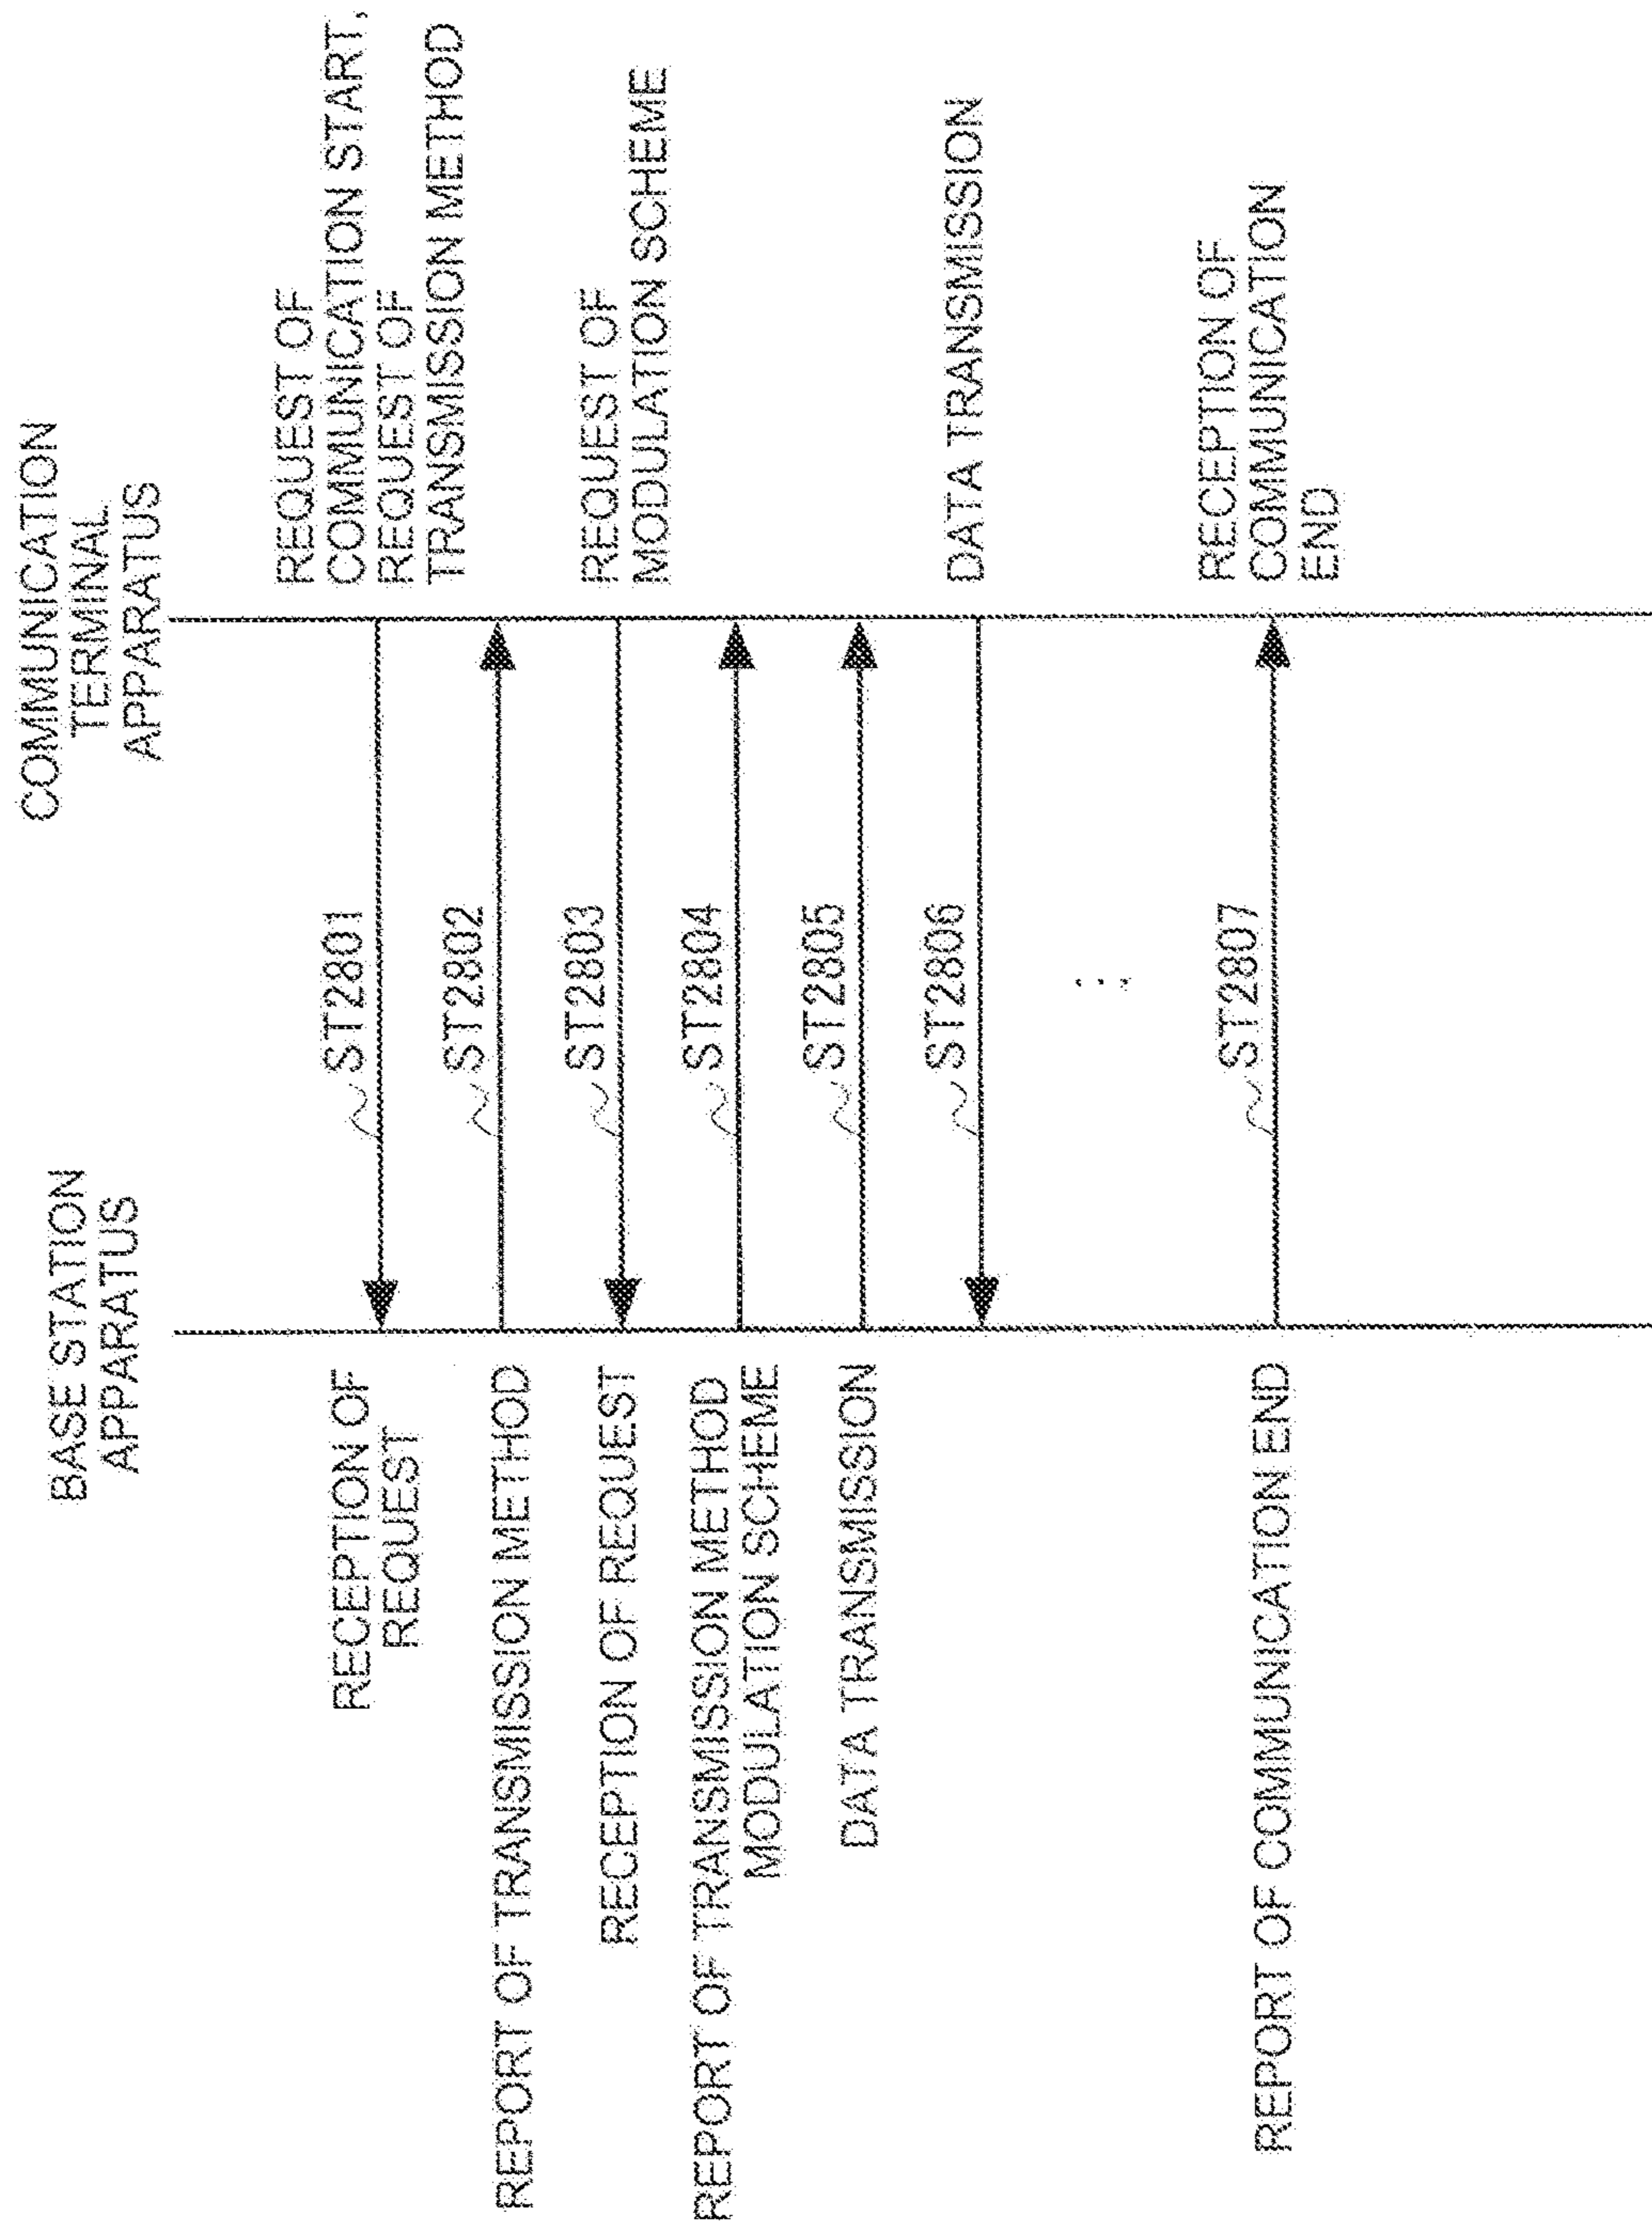 BASE STATION
APPARATUS
COMMUNICATION
TERMINAL
APPARATUS
RECEPTION OF
REQUEST
ST2801
REQUEST OF
COMMUNICATION START,
REQUEST OF
TRANSMISSION METHOD
REPORT OF TRANSMISSION METHOD
ST2802
RECEPTION OF REQUEST
ST2803
REQUEST OF
MODULATION SCHEME
REPORT OF TRANSMISSION METHOD
MODULATION SCHEME
ST2804
DATA TRANSMISSION
ST2805
ST2806
DATA TRANSMISSION
...
REPORT OF COMMUNICATION END
ST2807
RECEPTION OF
COMMUNICATION
END